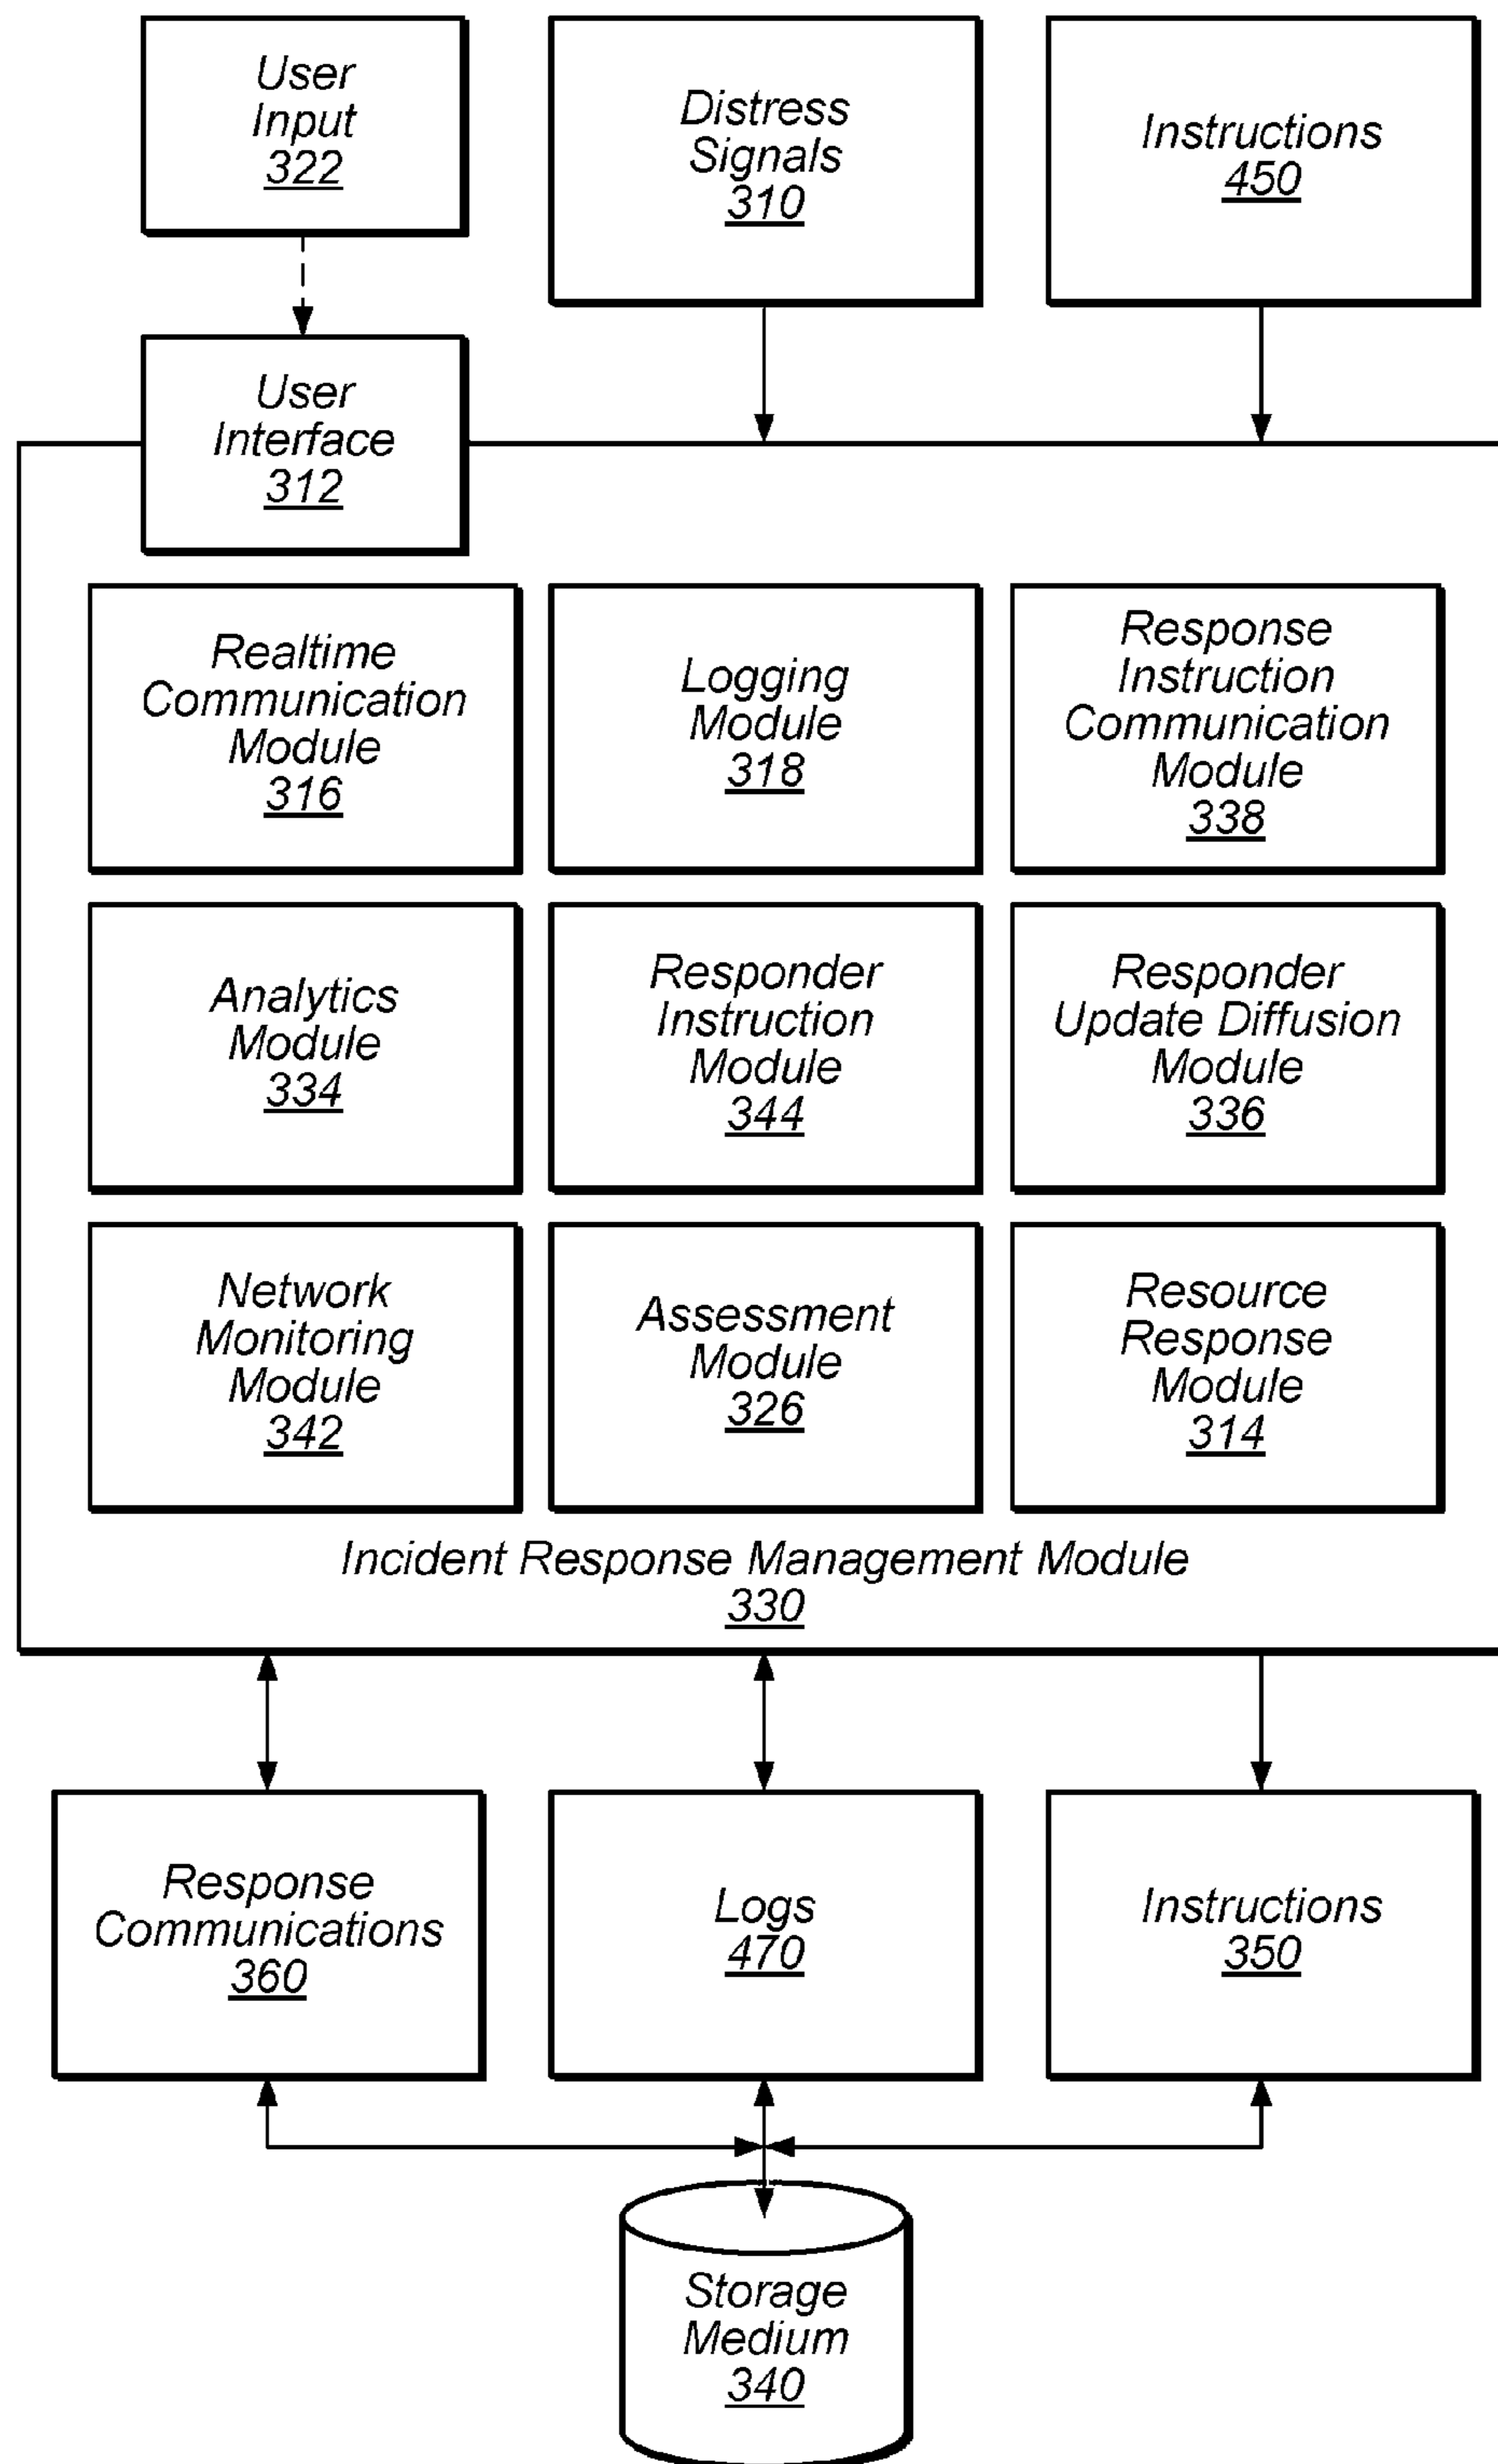 User
Input
322
Distress
Signals
310
Instructions
450
User
Interface
312
Realtime
Communication
Module
316
Logging
Module
318
Response
Instruction
Communication
Module
338
Analytics
Module
334
Responder
Instruction
Module
344
Responder
Update Diffusion
Module
336
Network
Monitoring
Module
342
Assessment
Module
326
Resource
Response
Module
314
Incident Response Management Module
330
Response
Communications
360
Logs
470
Instructions
350
Storage
Medium
340